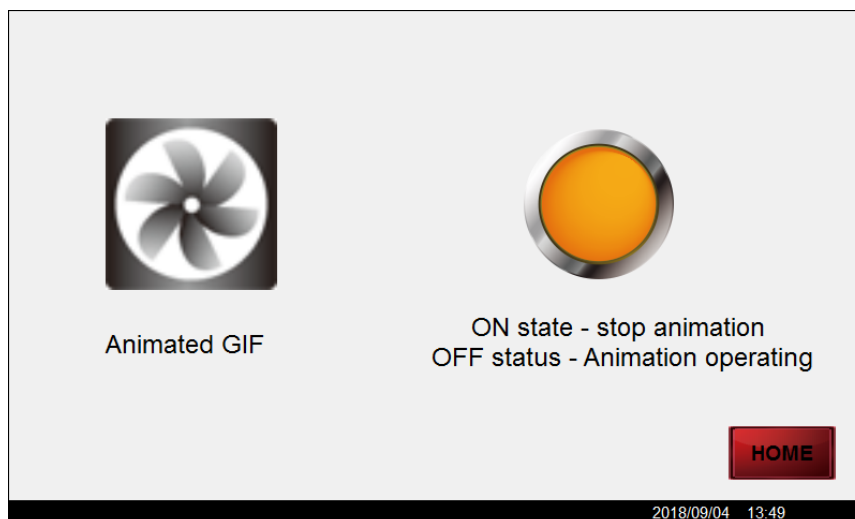 Animated GIF
ON state - stop animation
OFF status - Animation operating
HOME
2018/09/04 13:49